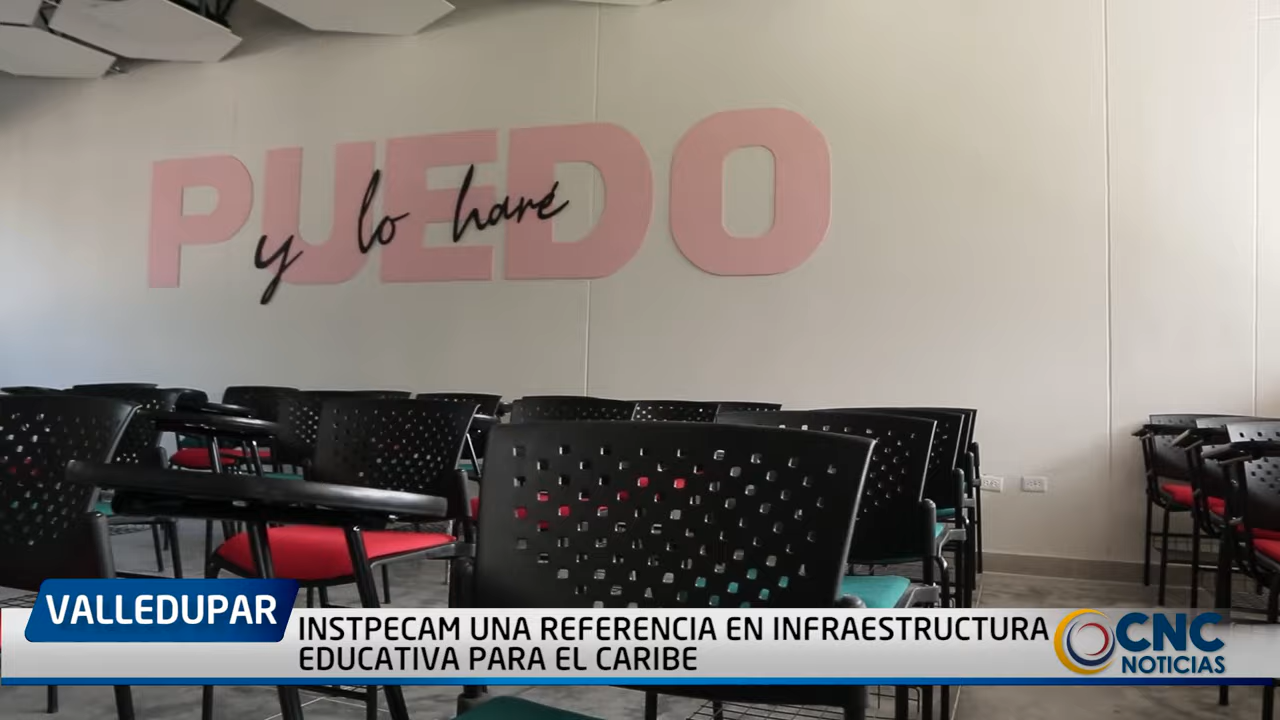 PUEDO
y lo haré
VALLEDUPAR
INSTPECAM UNA REFERENCIA EN INFRAESTRUCTURA
EDUCATIVA PARA EL CARIBE
CNC
NOTICIAS